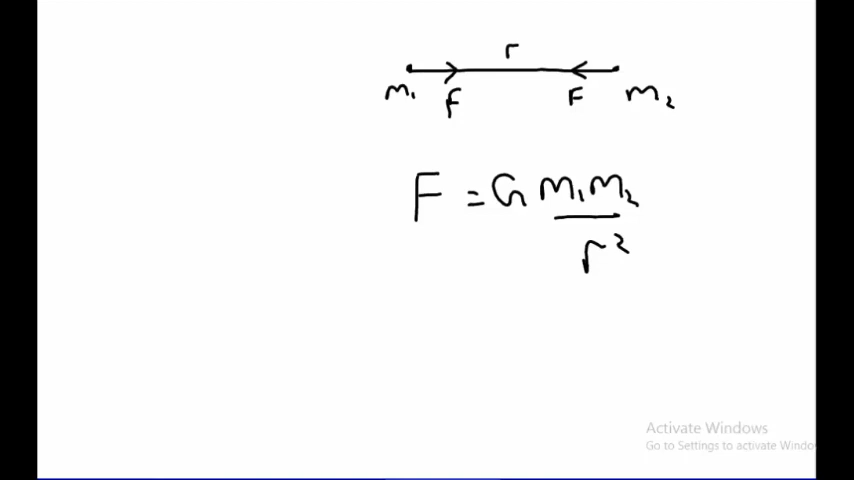 r
m₁ F F m₂
F = G m₁m₂
r²
Activate Windows
Go to Settings to activate Windo